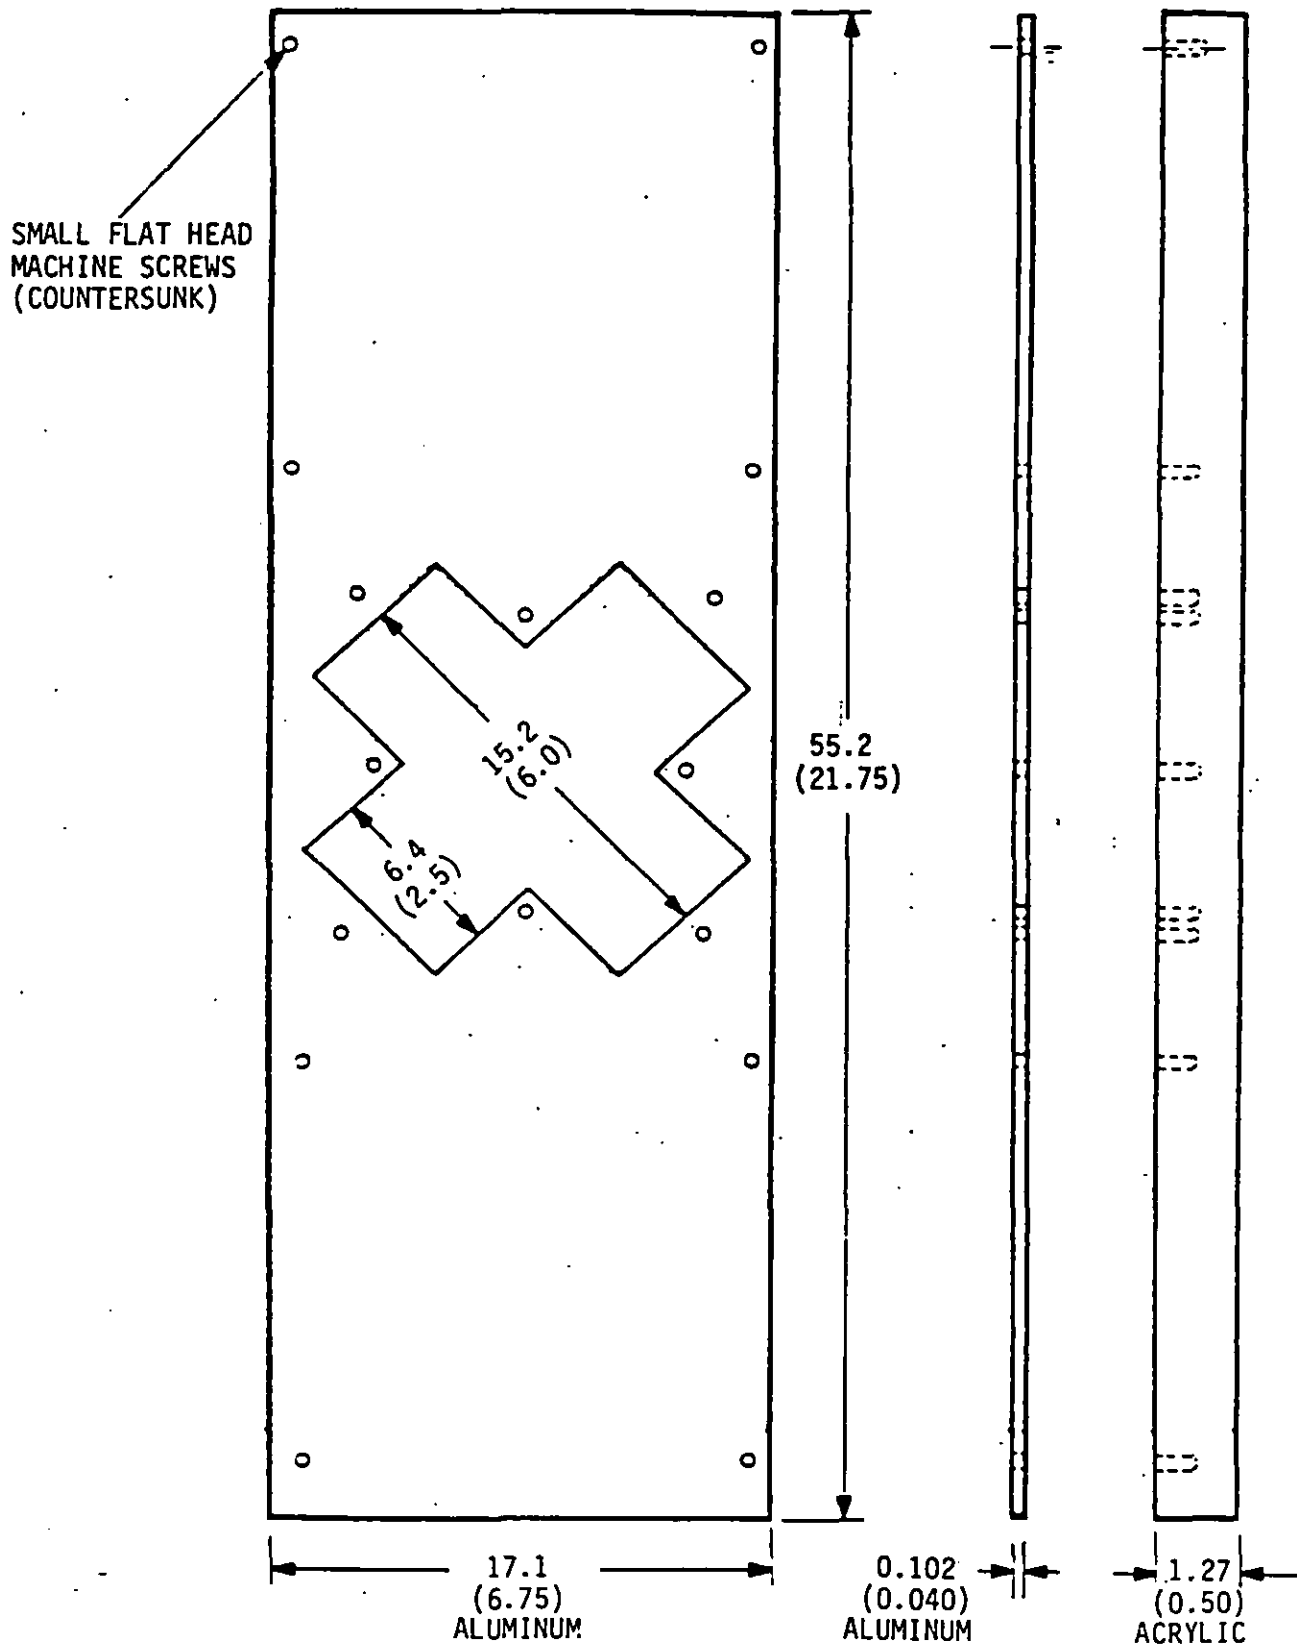 SMALL FLAT HEAD
MACHINE SCREWS
(COUNTERSUNK)
15.2
(6.0)
6.4
(2.5)
55.2
(21.75)
17.1
(6.75)
ALUMINUM
0.102
(0.040)
ALUMINUM
1.27
(0.50)
ACRYLIC